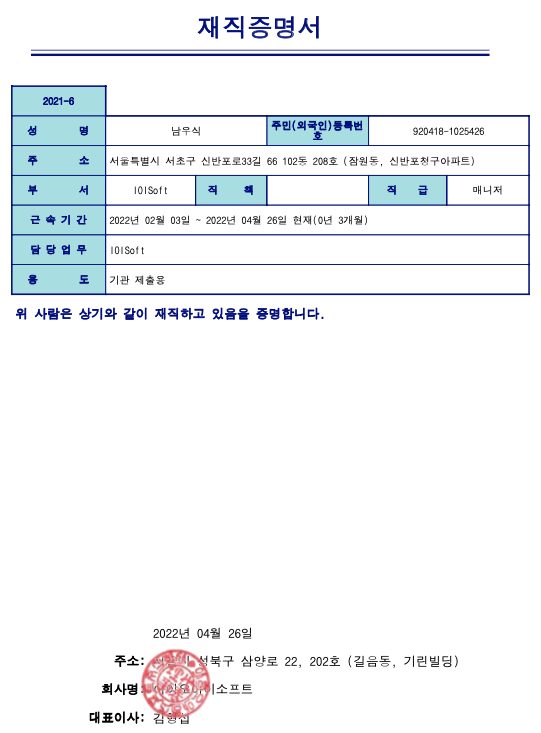 재직증명서
2021-6
성 명 남우식 주민(외국인)등록번호 920418-1025426
주 소 서울특별시 서초구 신반포로33길 66 102동 208호 (잠원동, 신반포청구아파트)
부 서 IOISoft 직 책 직 급 매니저
근 속 기 간 2022년 02월 03일 ~ 2022년 04월 26일 현재(0년 3개월)
담 당 업 무 IOISoft
용 도 기관 제출용
위 사람은 상기와 같이 재직하고 있음을 증명합니다.
2022년 04월 26일
주소: 성북구 삼양로 22, 202호 (길음동, 기린빌딩)
회사명: 아이오아이소프트
대표이사: 김형섭